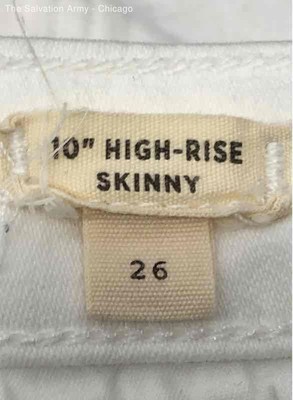 The Salvation Army - Chicago
10" HIGH-RISE
SKINNY
26